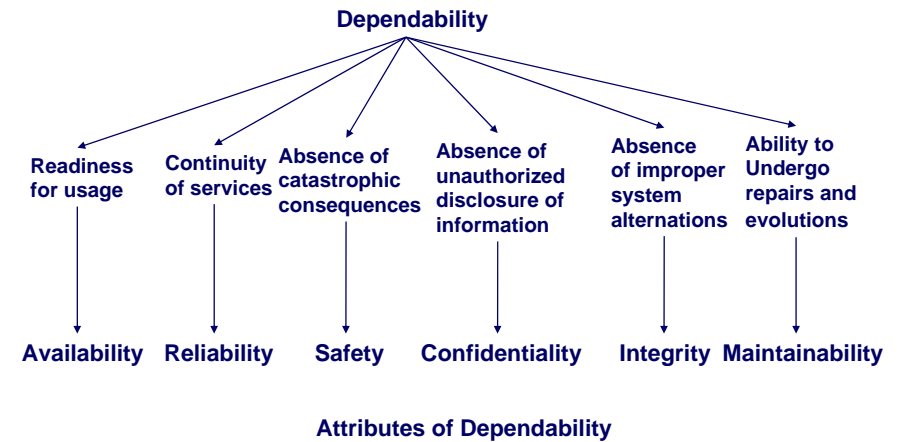 Dependability
Readiness
for usage
Continuity
of services
Absence of
catastrophic
consequences
Absence of
unauthorized
disclosure of
information
Absence
of improper
system
alternations
Ability to
Undergo
repairs and
evolutions
Availability
Reliability
Safety
Confidentiality
Integrity
Maintainability
Attributes of Dependability